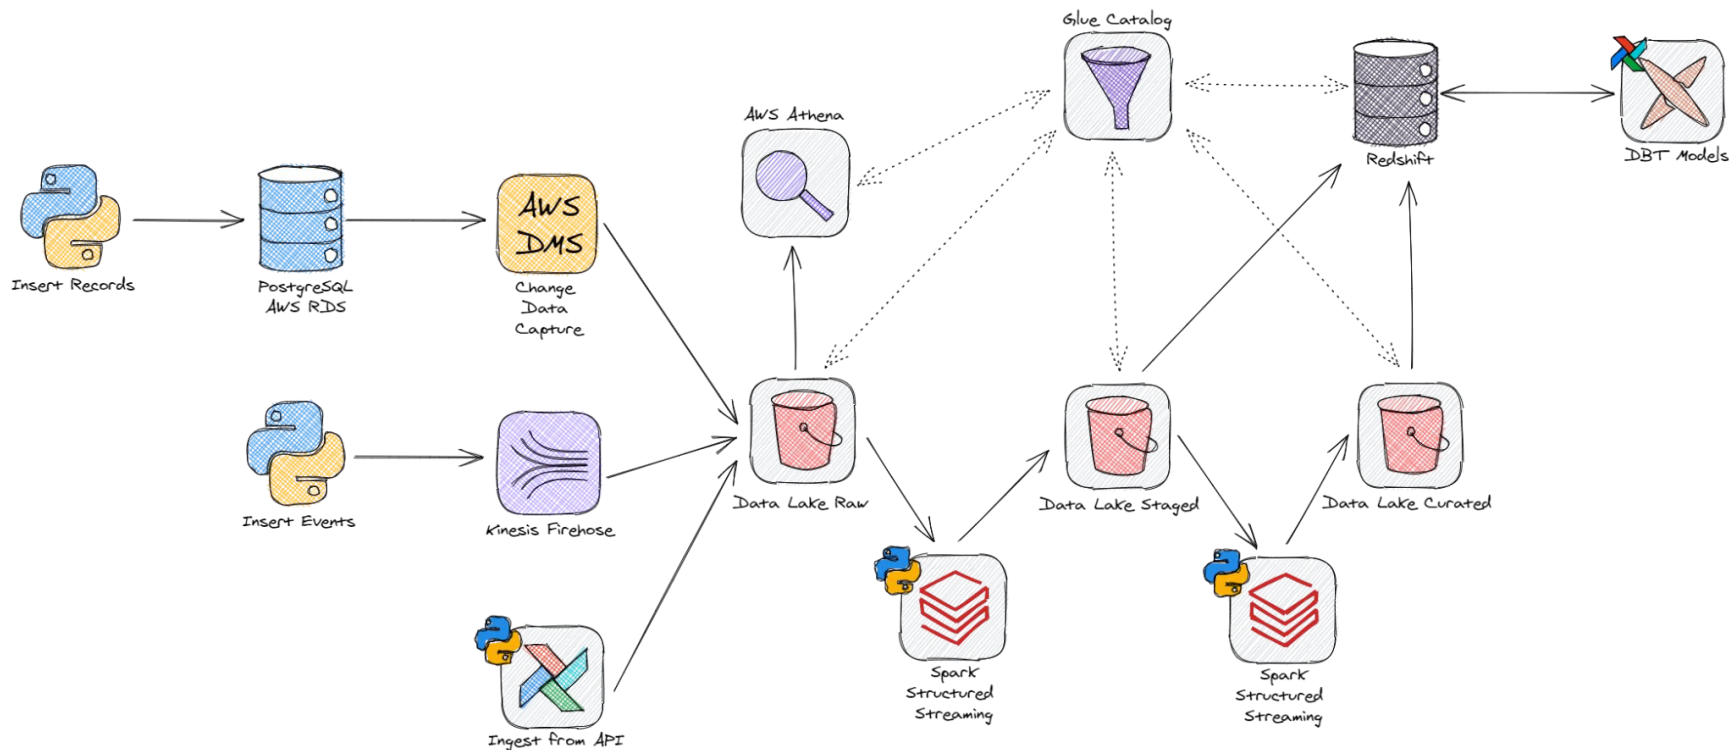 Glue Catalog
AWS Athena
Redshift
DBT Models
Insert Records
PostgreSQL
AWS RDS
AWS
DMS
Change
Data
Capture
Insert Events
Kinesis Firehose
Data Lake Raw
Data Lake Staged
Data Lake Curated
Spark
Structured
Streaming
Spark
Structured
Streaming
Ingest from API